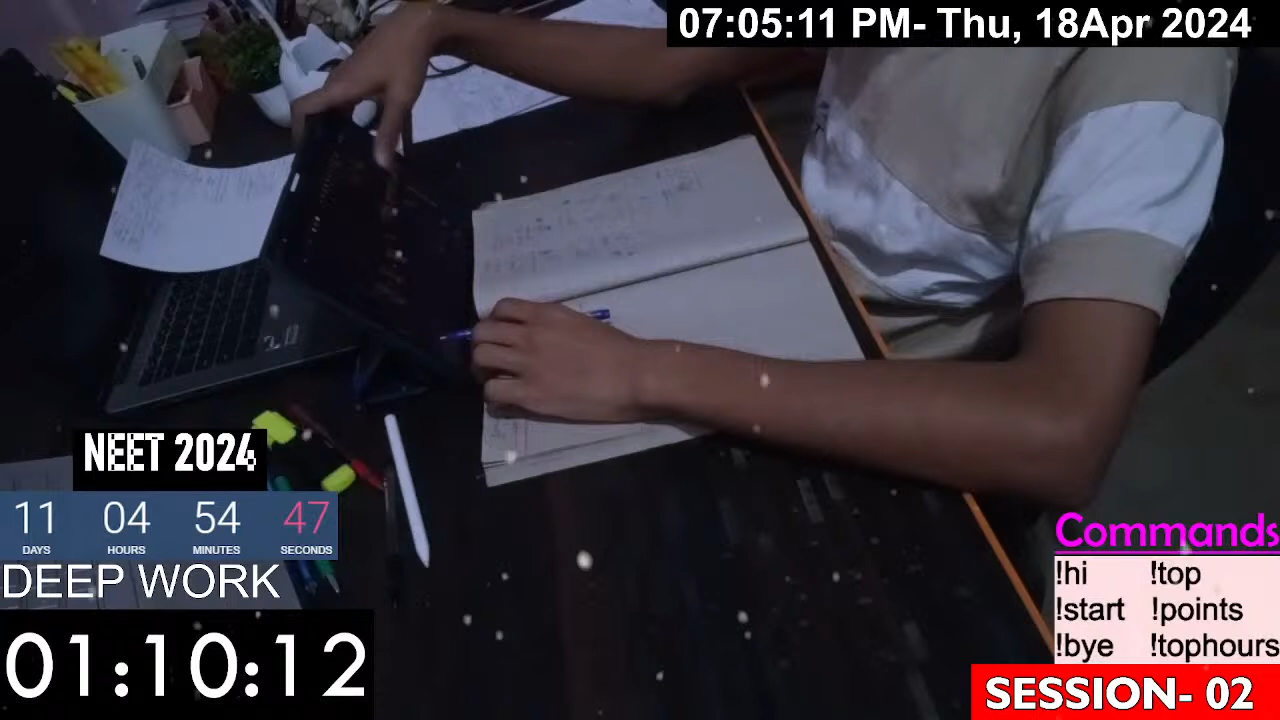 07:05:11 PM- Thu, 18Apr 2024
NEET 2024
11 04 54 47
DAYS HOURS MINUTES SECONDS
DEEP WORK
01:10:12
Commands
!hi !top
!start !points
!bye !tophours
SESSION- 02